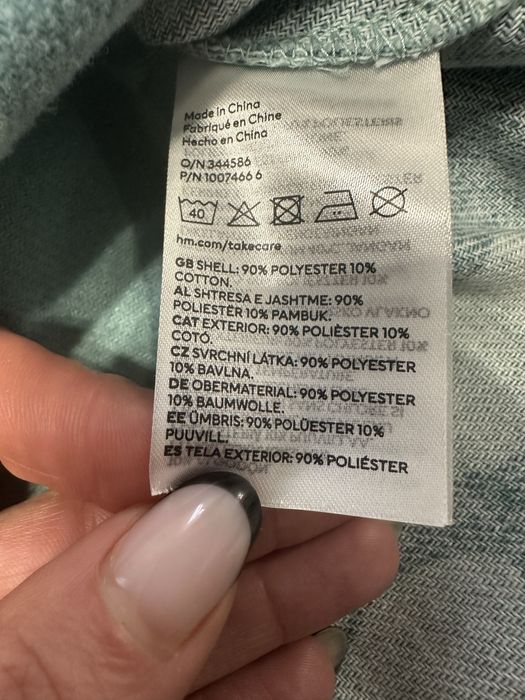 Made in China
Fabriqué en Chine
Hecho en China
O/N 344586
P/N 1007466 6
40
hm.com/takecare
GB SHELL: 90% POLYESTER 10%
COTTON.
AL SHTRESA E JASHTME: 90%
POLIESTËR 10% PAMBUK.
CAT EXTERIOR: 90% POLIÈSTER 10%
COTÓ.
CZ SVRCHNÍ LÁTKA: 90% POLYESTER
10% BAVLNA.
DE OBERMATERIAL: 90% POLYESTER
10% BAUMWOLLE.
EE ÜMBRIS: 90% POLÜESTER 10%
PUUVILL.
ES TELA EXTERIOR: 90% POLIÉSTER